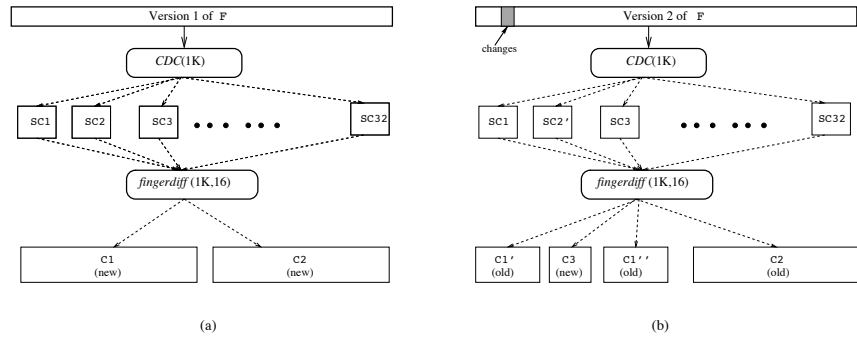 Version 1 of F
CDC(1K)
SC1
SC2
SC3
SC32
fingerdiff (1K,16)
C1
(new)
C2
(new)
(a)
Version 2 of F
changes
CDC(1K)
SC1
SC2'
SC3
SC32
fingerdiff (1K,16)
C1'
(old)
C3
(new)
C1''
(old)
C2
(old)
(b)